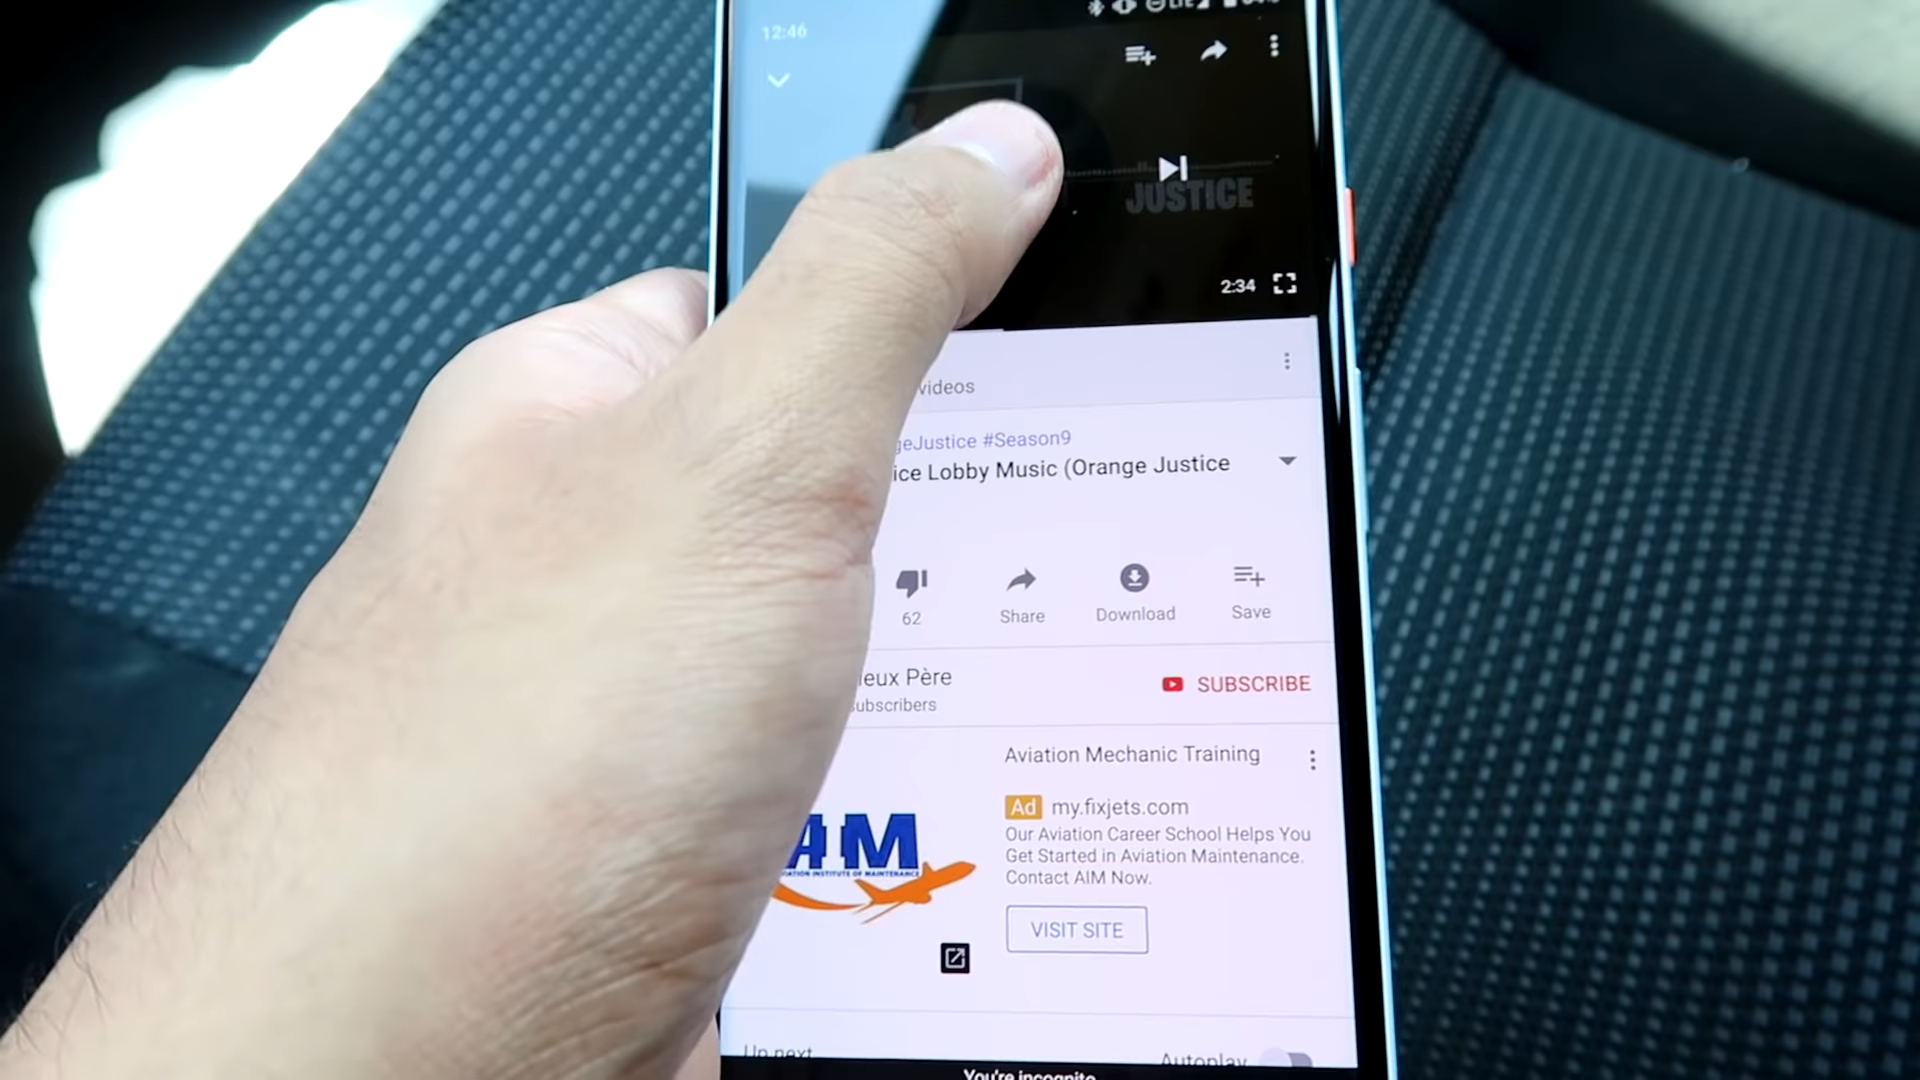 12:46
LTE
JUSTICE
2:34
videos
geJustice #Season9
ice Lobby Music (Orange Justice
62
Share
Download
Save
ieux Père
subscribers
SUBSCRIBE
Aviation Mechanic Training
Ad my.fixjets.com
Our Aviation Career School Helps You
Get Started in Aviation Maintenance.
Contact AIM Now.
AIM
AVIATION INSTITUTE OF MAINTENANCE
VISIT SITE
Up next
Autoplay
You're incognito